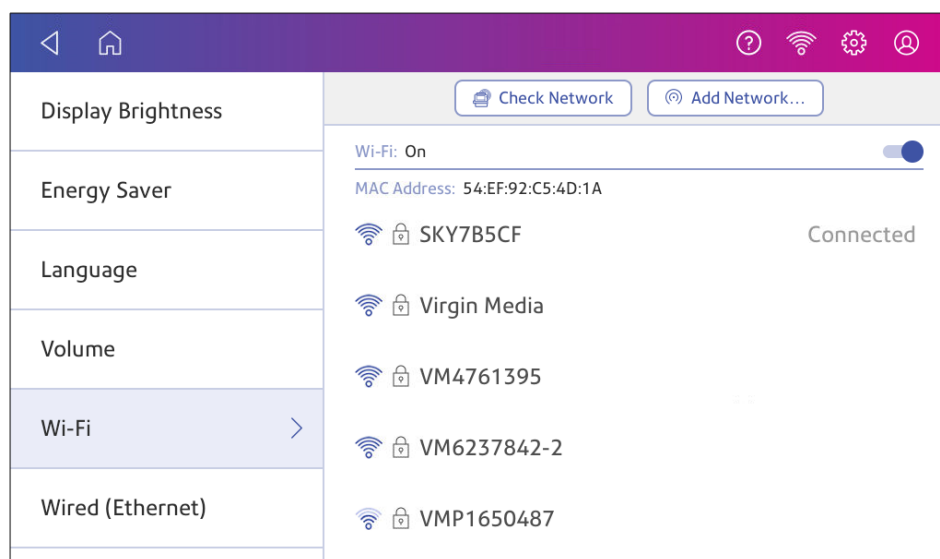 Display Brightness
Energy Saver
Language
Volume
Wi-Fi
Wired (Ethernet)
Check Network
Add Network...
Wi-Fi: On
MAC Address: 54:EF:92:C5:4D:1A
SKY7B5CF Connected
Virgin Media
VM4761395
VM6237842-2
VMP1650487